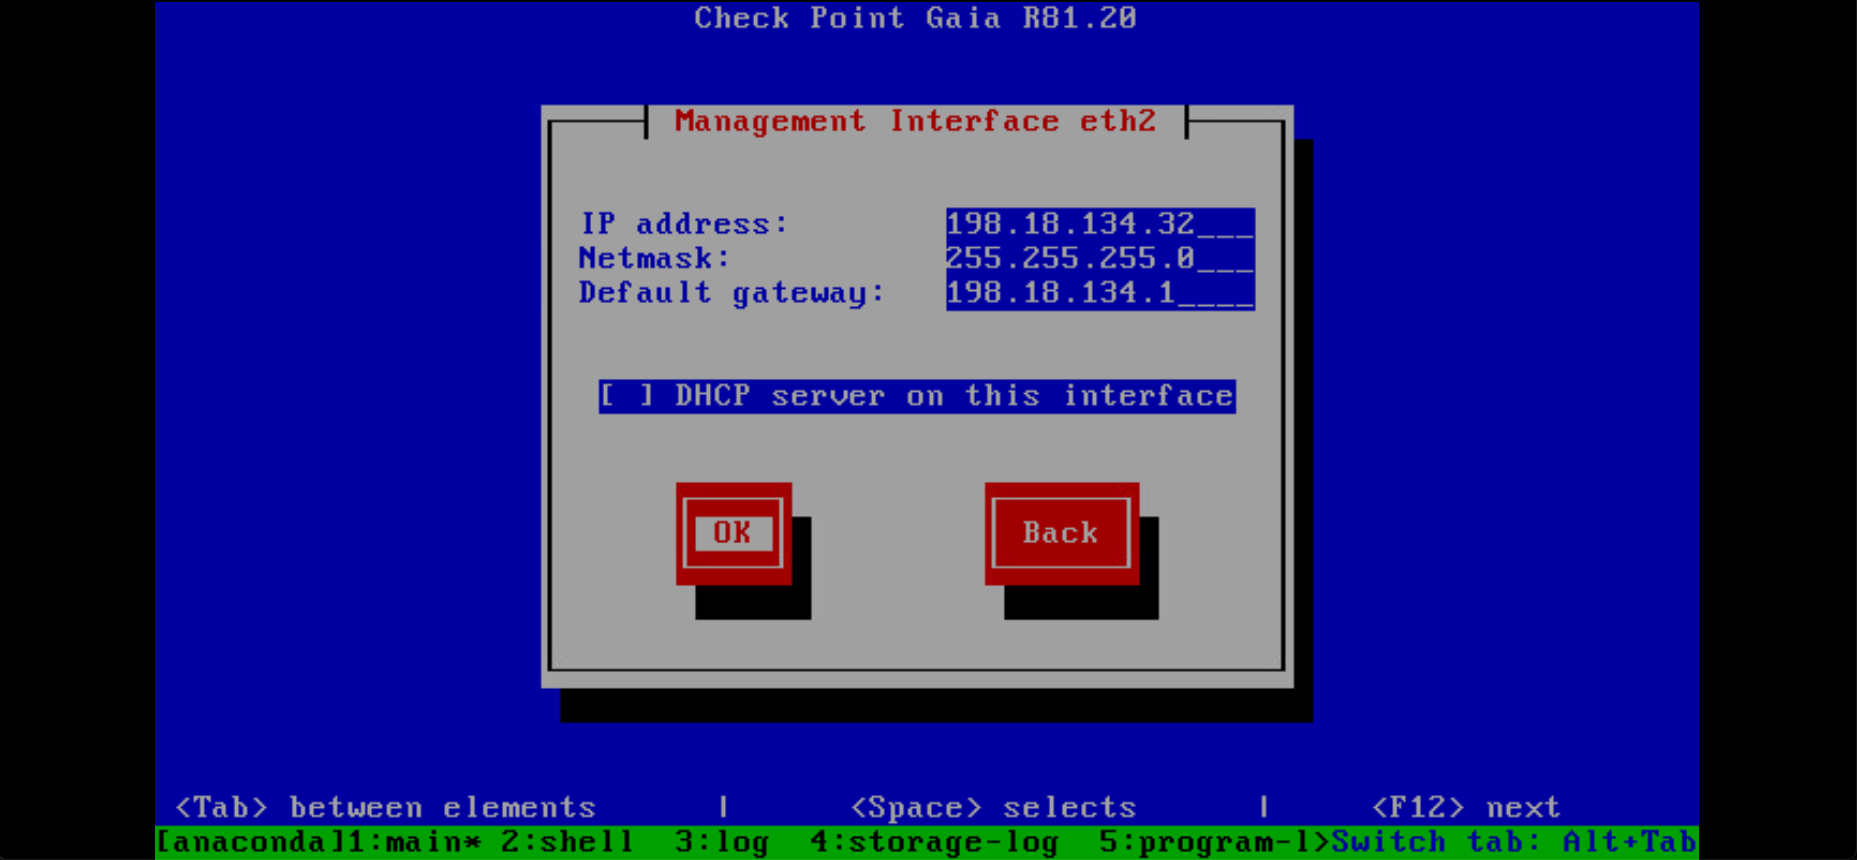 Check Point Gaia R81.20
Management Interface eth2
IP address: 198.18.134.32___
Netmask: 255.255.255.0___
Default gateway: 198.18.134.1____
[ ] DHCP server on this interface
OK Back
<Tab> between elements | <Space> selects | <F12> next
[anaconda]1:main* 2:shell 3:log 4:storage-log 5:program-l>Switch tab: Alt+Tab